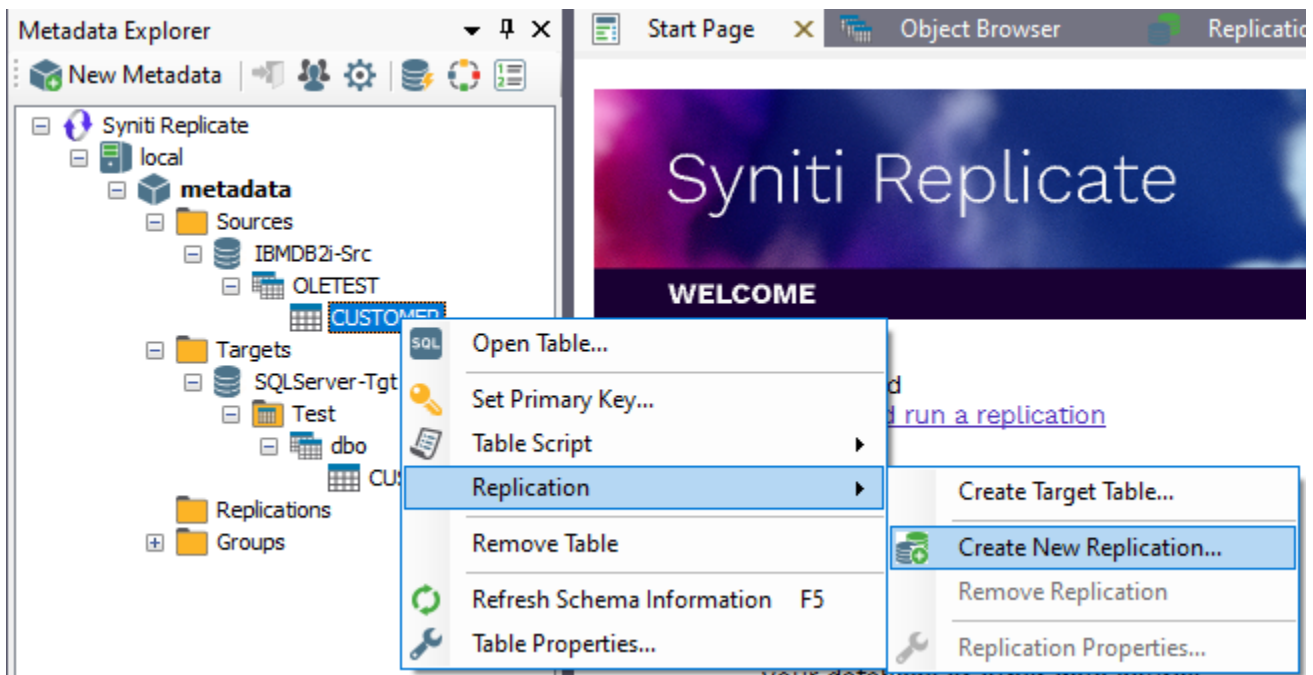 Metadata Explorer
Start Page
Object Browser
New Metadata
Syniti Replicate
local
metadata
Sources
IBMDB2i-Src
OLETEST
CUSTOMER
Targets
SQLServer-Tgt
Test
dbo
Replications
Groups
Syniti Replicate
WELCOME
run a replication
SQL Open Table...
Set Primary Key...
Table Script
Replication
Remove Table
Refresh Schema Information F5
Table Properties...
Create Target Table...
Create New Replication...
Remove Replication
Replication Properties...